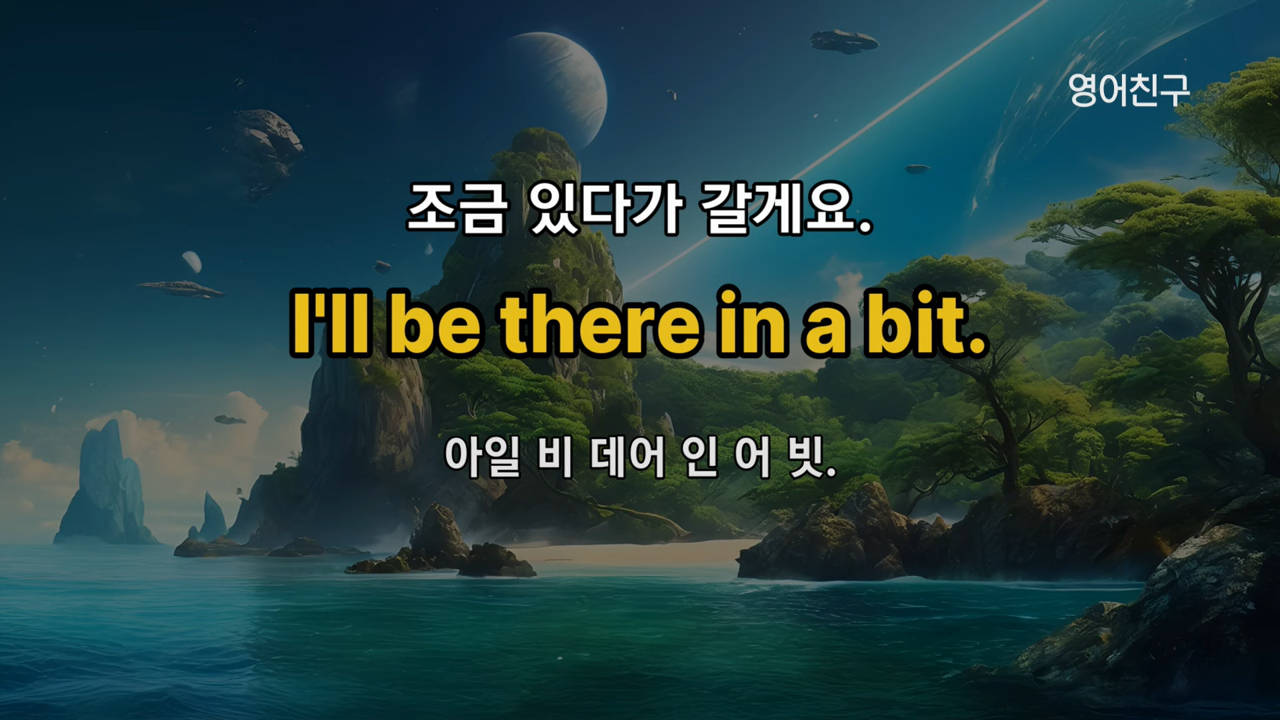 영어친구
조금 있다가 갈게요.
I'll be there in a bit.
아일 비 데어 인 어 빗.